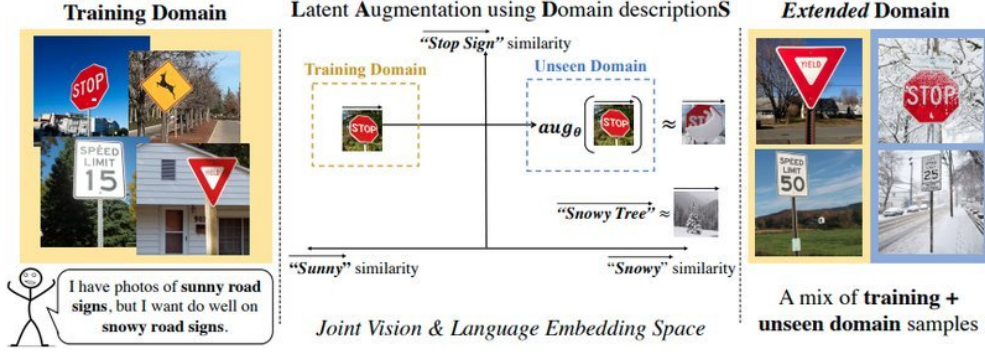 Training Domain
STOP
SPEED
LIMIT
15
YIELD
I have photos of sunny road
signs, but I want do well on
snowy road signs.
Latent Augmentation using Domain descriptionS
"Stop Sign" similarity
Training Domain
Unseen Domain
STOP
aug_θ ( STOP ) ≈
"Snowy Tree" ≈
"Sunny" similarity
"Snowy" similarity
Joint Vision & Language Embedding Space
Extended Domain
YIELD
STOP
SPEED
LIMIT
50
SPEED
LIMIT
25
A mix of training +
unseen domain samples